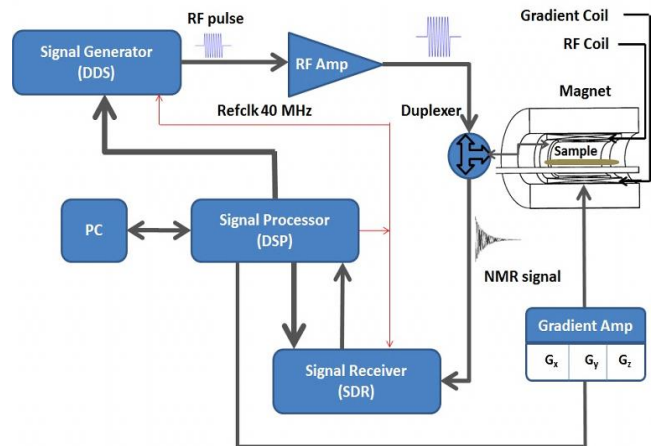 Gradient Coil
RF Coil
RF pulse
Signal Generator
(DDS)
RF Amp
Magnet
Refclk 40 MHz
Duplexer
Sample
PC
Signal Processor
(DSP)
NMR signal
Gradient Amp
Gx Gy Gz
Signal Receiver
(SDR)